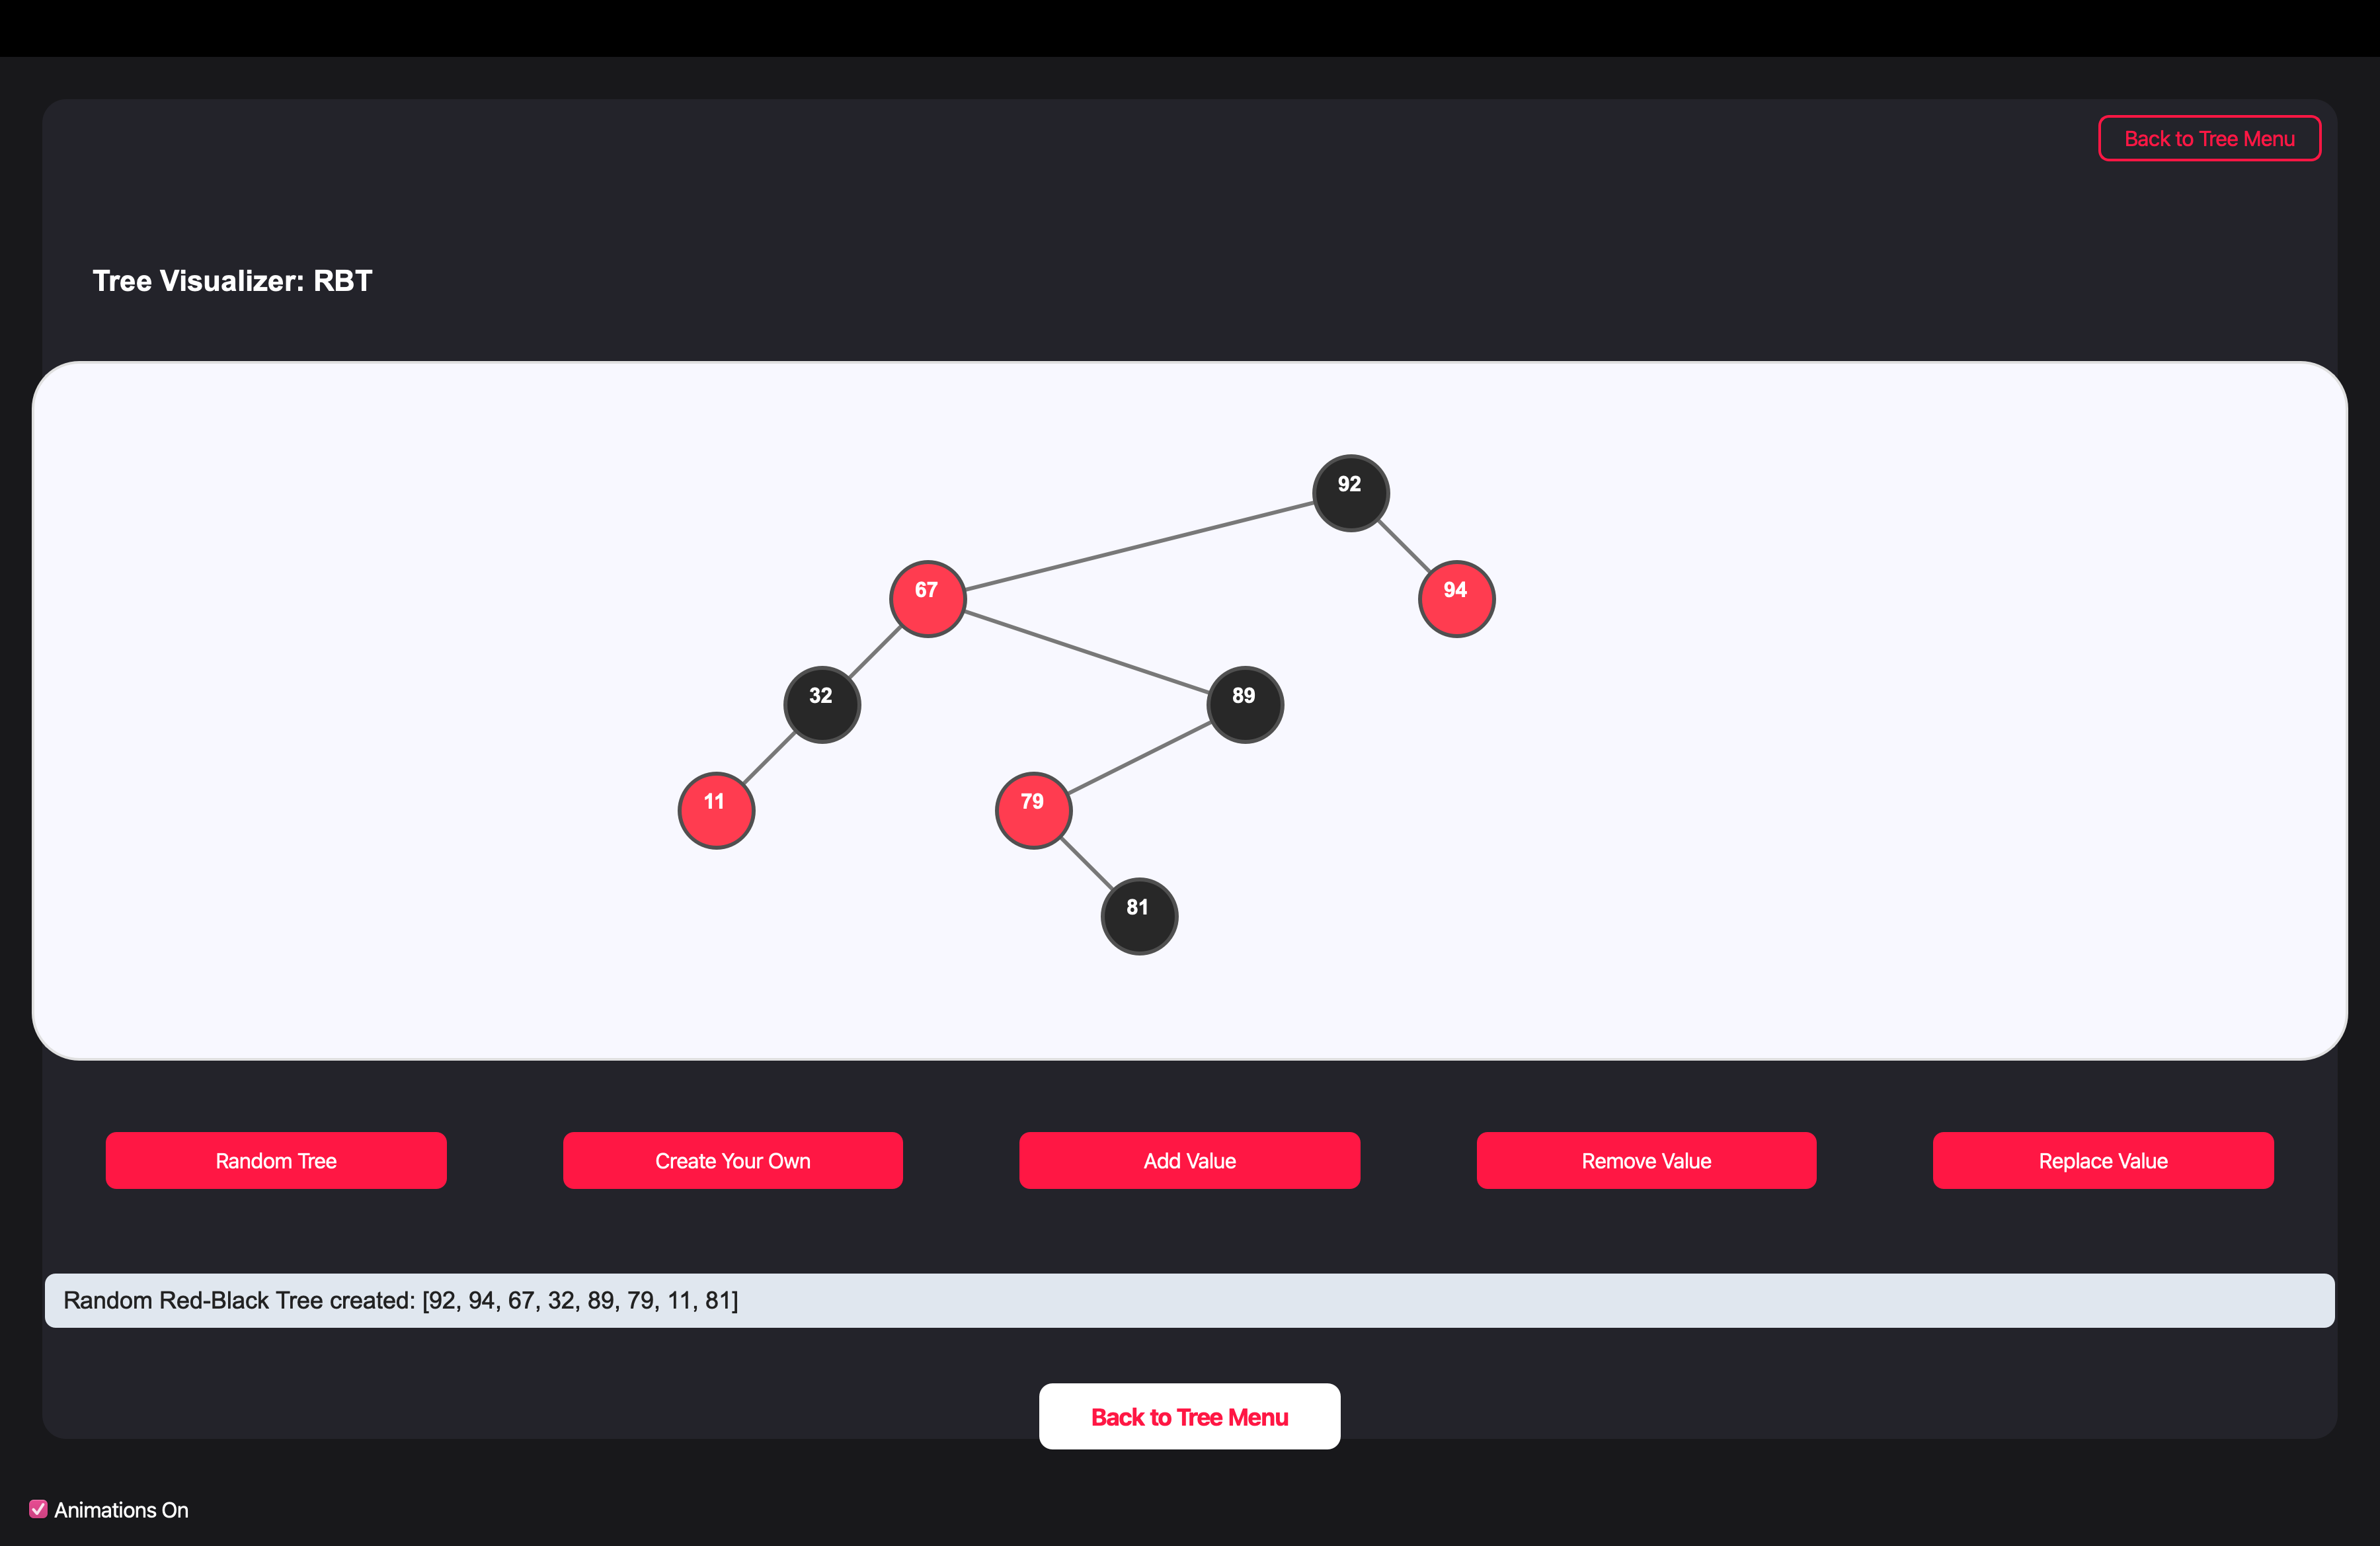 Back to Tree Menu
Tree Visualizer: RBT
92
67
94
32
89
11
79
81
Random Tree
Create Your Own
Add Value
Remove Value
Replace Value
Random Red-Black Tree created: [92, 94, 67, 32, 89, 79, 11, 81]
Back to Tree Menu
Animations On